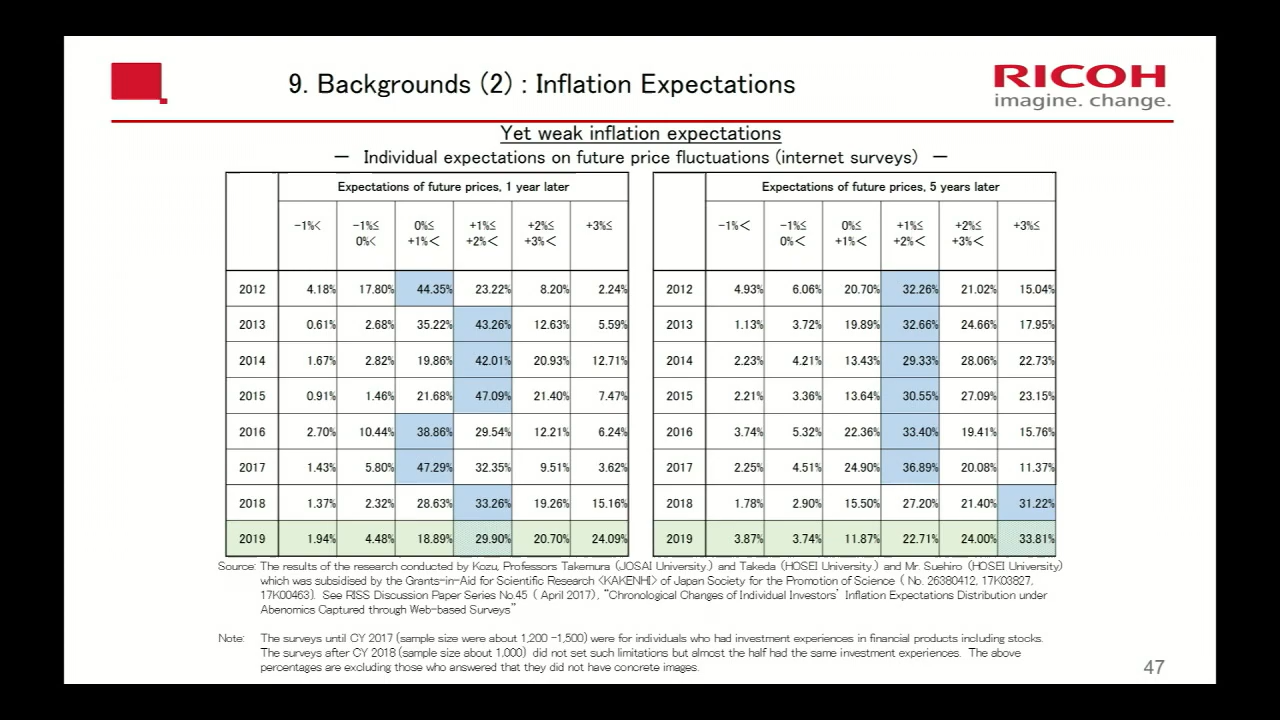 9. Backgrounds (2) : Inflation Expectations
RICOH
imagine. change.
Yet weak inflation expectations
— Individual expectations on future price fluctuations (internet surveys) —
Expectations of future prices, 1 year later
-1%< -1%≦ 0%< 0%≦ +1%< +1%≦ +2%< +2%≦ +3%< +3%≦
2012 4.18% 17.80% 44.35% 23.22% 8.20% 2.24%
2013 0.61% 2.68% 35.22% 43.26% 12.63% 5.59%
2014 1.67% 2.82% 19.86% 42.01% 20.93% 12.71%
2015 0.91% 1.46% 21.68% 47.09% 21.40% 7.47%
2016 2.70% 10.44% 38.86% 29.54% 12.21% 6.24%
2017 1.43% 5.80% 47.29% 32.35% 9.51% 3.62%
2018 1.37% 2.32% 28.63% 33.26% 19.26% 15.16%
2019 1.94% 4.48% 18.89% 29.90% 20.70% 24.09%
Expectations of future prices, 5 years later
-1%< -1%≦ 0%< 0%≦ +1%< +1%≦ +2%< +2%≦ +3%< +3%≦
2012 4.93% 6.06% 20.70% 32.26% 21.02% 15.04%
2013 1.13% 3.72% 19.89% 32.66% 24.66% 17.95%
2014 2.23% 4.21% 13.43% 29.33% 28.06% 22.73%
2015 2.21% 3.36% 13.64% 30.55% 27.09% 23.15%
2016 3.74% 5.32% 22.36% 33.40% 19.41% 15.76%
2017 2.25% 4.51% 24.90% 36.89% 20.08% 11.37%
2018 1.78% 2.90% 15.50% 27.20% 21.40% 31.22%
2019 3.87% 3.74% 11.87% 22.71% 24.00% 33.81%
Source: The results of the research conducted by Kozu, Professors Takemura (JOSAI University.) and Takeda (HOSEI University.) and Mr. Suehiro (HOSEI University)
which was subsidised by the Grants-in-Aid for Scientific Research <KAKENHI> of Japan Society for the Promotion of Science ( No. 26380412, 17K03827,
17K00463). See RISS Discussion Paper Series No.45 ( April 2017), "Chronological Changes of Individual Investors' Inflation Expectations Distribution under
Abenomics Captured through Web-based Surveys"
Note: The surveys until CY 2017 (sample size were about 1,200 -1,500) were for individuals who had investment experiences in financial products including stocks.
The surveys after CY 2018 (sample size about 1,000) did not set such limitations but almost the half had the same investment experiences. The above
percentages are excluding those who answered that they did not have concrete images.
47